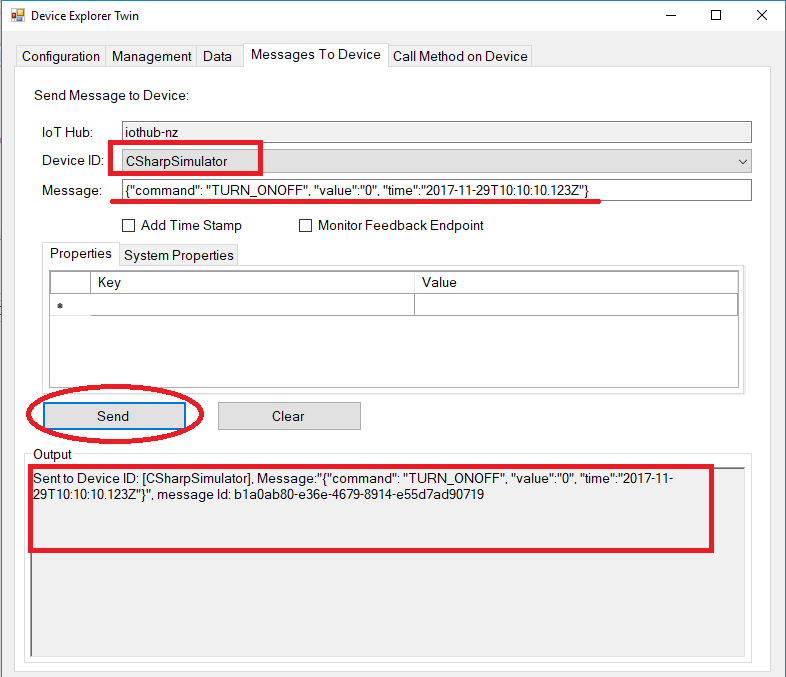 Device Explorer Twin
Configuration Management Data Messages To Device Call Method on Device
Send Message to Device:
IoT Hub: iothub-nz
Device ID: CSharpSimulator
Message: {"command": "TURN_ONOFF", "value":"0", "time":"2017-11-29T10:10:10.123Z"}
Add Time Stamp Monitor Feedback Endpoint
Properties System Properties
Key Value
*
Send Clear
Output
Sent to Device ID: [CSharpSimulator], Message:"{"command": "TURN_ONOFF", "value":"0", "time":"2017-11-
29T10:10:10.123Z"}", message Id: b1a0ab80-e36e-4679-8914-e55d7ad90719